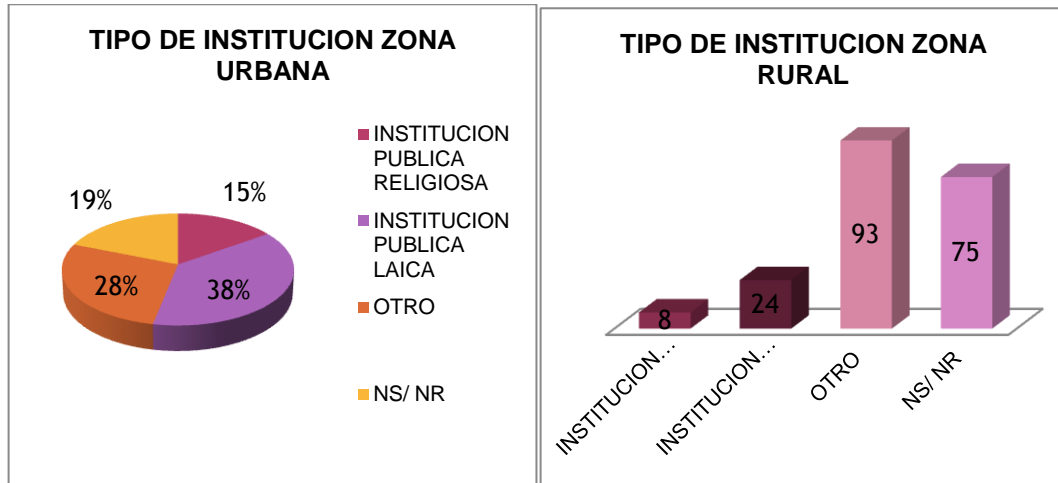 TIPO DE INSTITUCION ZONA
URBANA
INSTITUCION
PUBLICA
RELIGIOSA
INSTITUCION
PUBLICA
LAICA
OTRO
NS/ NR
19%
15%
28%
38%
TIPO DE INSTITUCION ZONA
RURAL
8
24
93
75
INSTITUCION…
INSTITUCION…
OTRO
NS/ NR